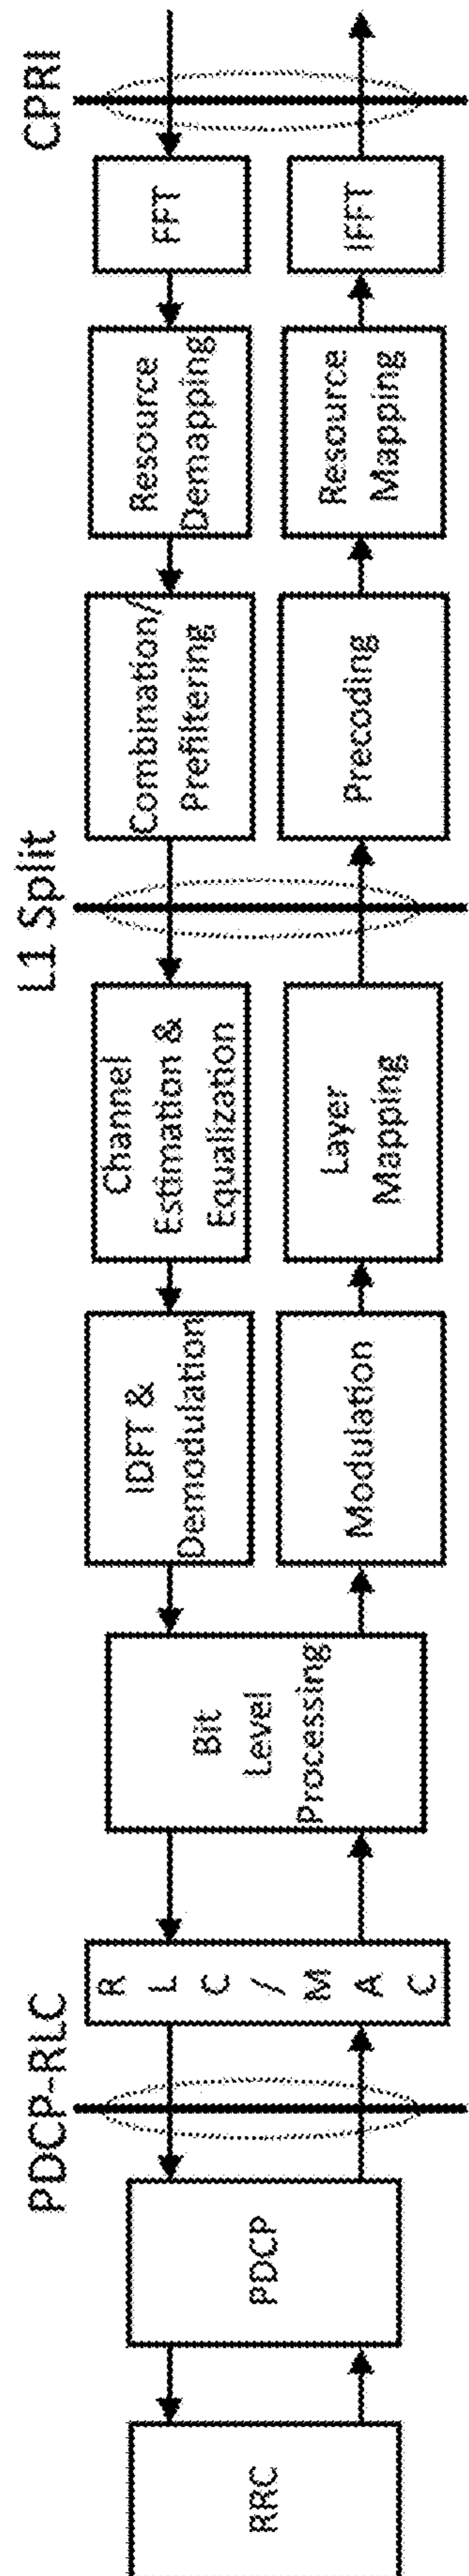 PDCP-RLC
L1 Split
CPRI
RRC
PDCP
R
L
C
/
M
A
C
Bit
Level
Processing
IDFT &
Demodulation
Channel
Estimation &
Equalization
Combination/
Prefiltering
Resource
Demapping
FFT
Modulation
Layer
Mapping
Precoding
Resource
Mapping
IFFT